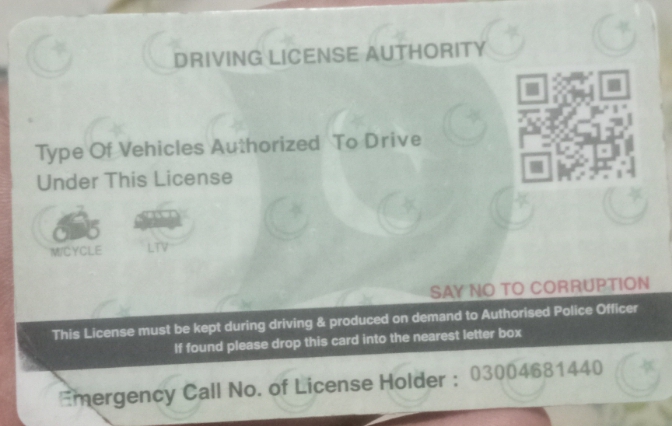 DRIVING LICENSE AUTHORITY
Type Of Vehicles Authorized To Drive
Under This License
M/CYCLE
LTV
SAY NO TO CORRUPTION
This License must be kept during driving & produced on demand to Authorised Police Officer
If found please drop this card into the nearest letter box
Emergency Call No. of License Holder : 03004681440